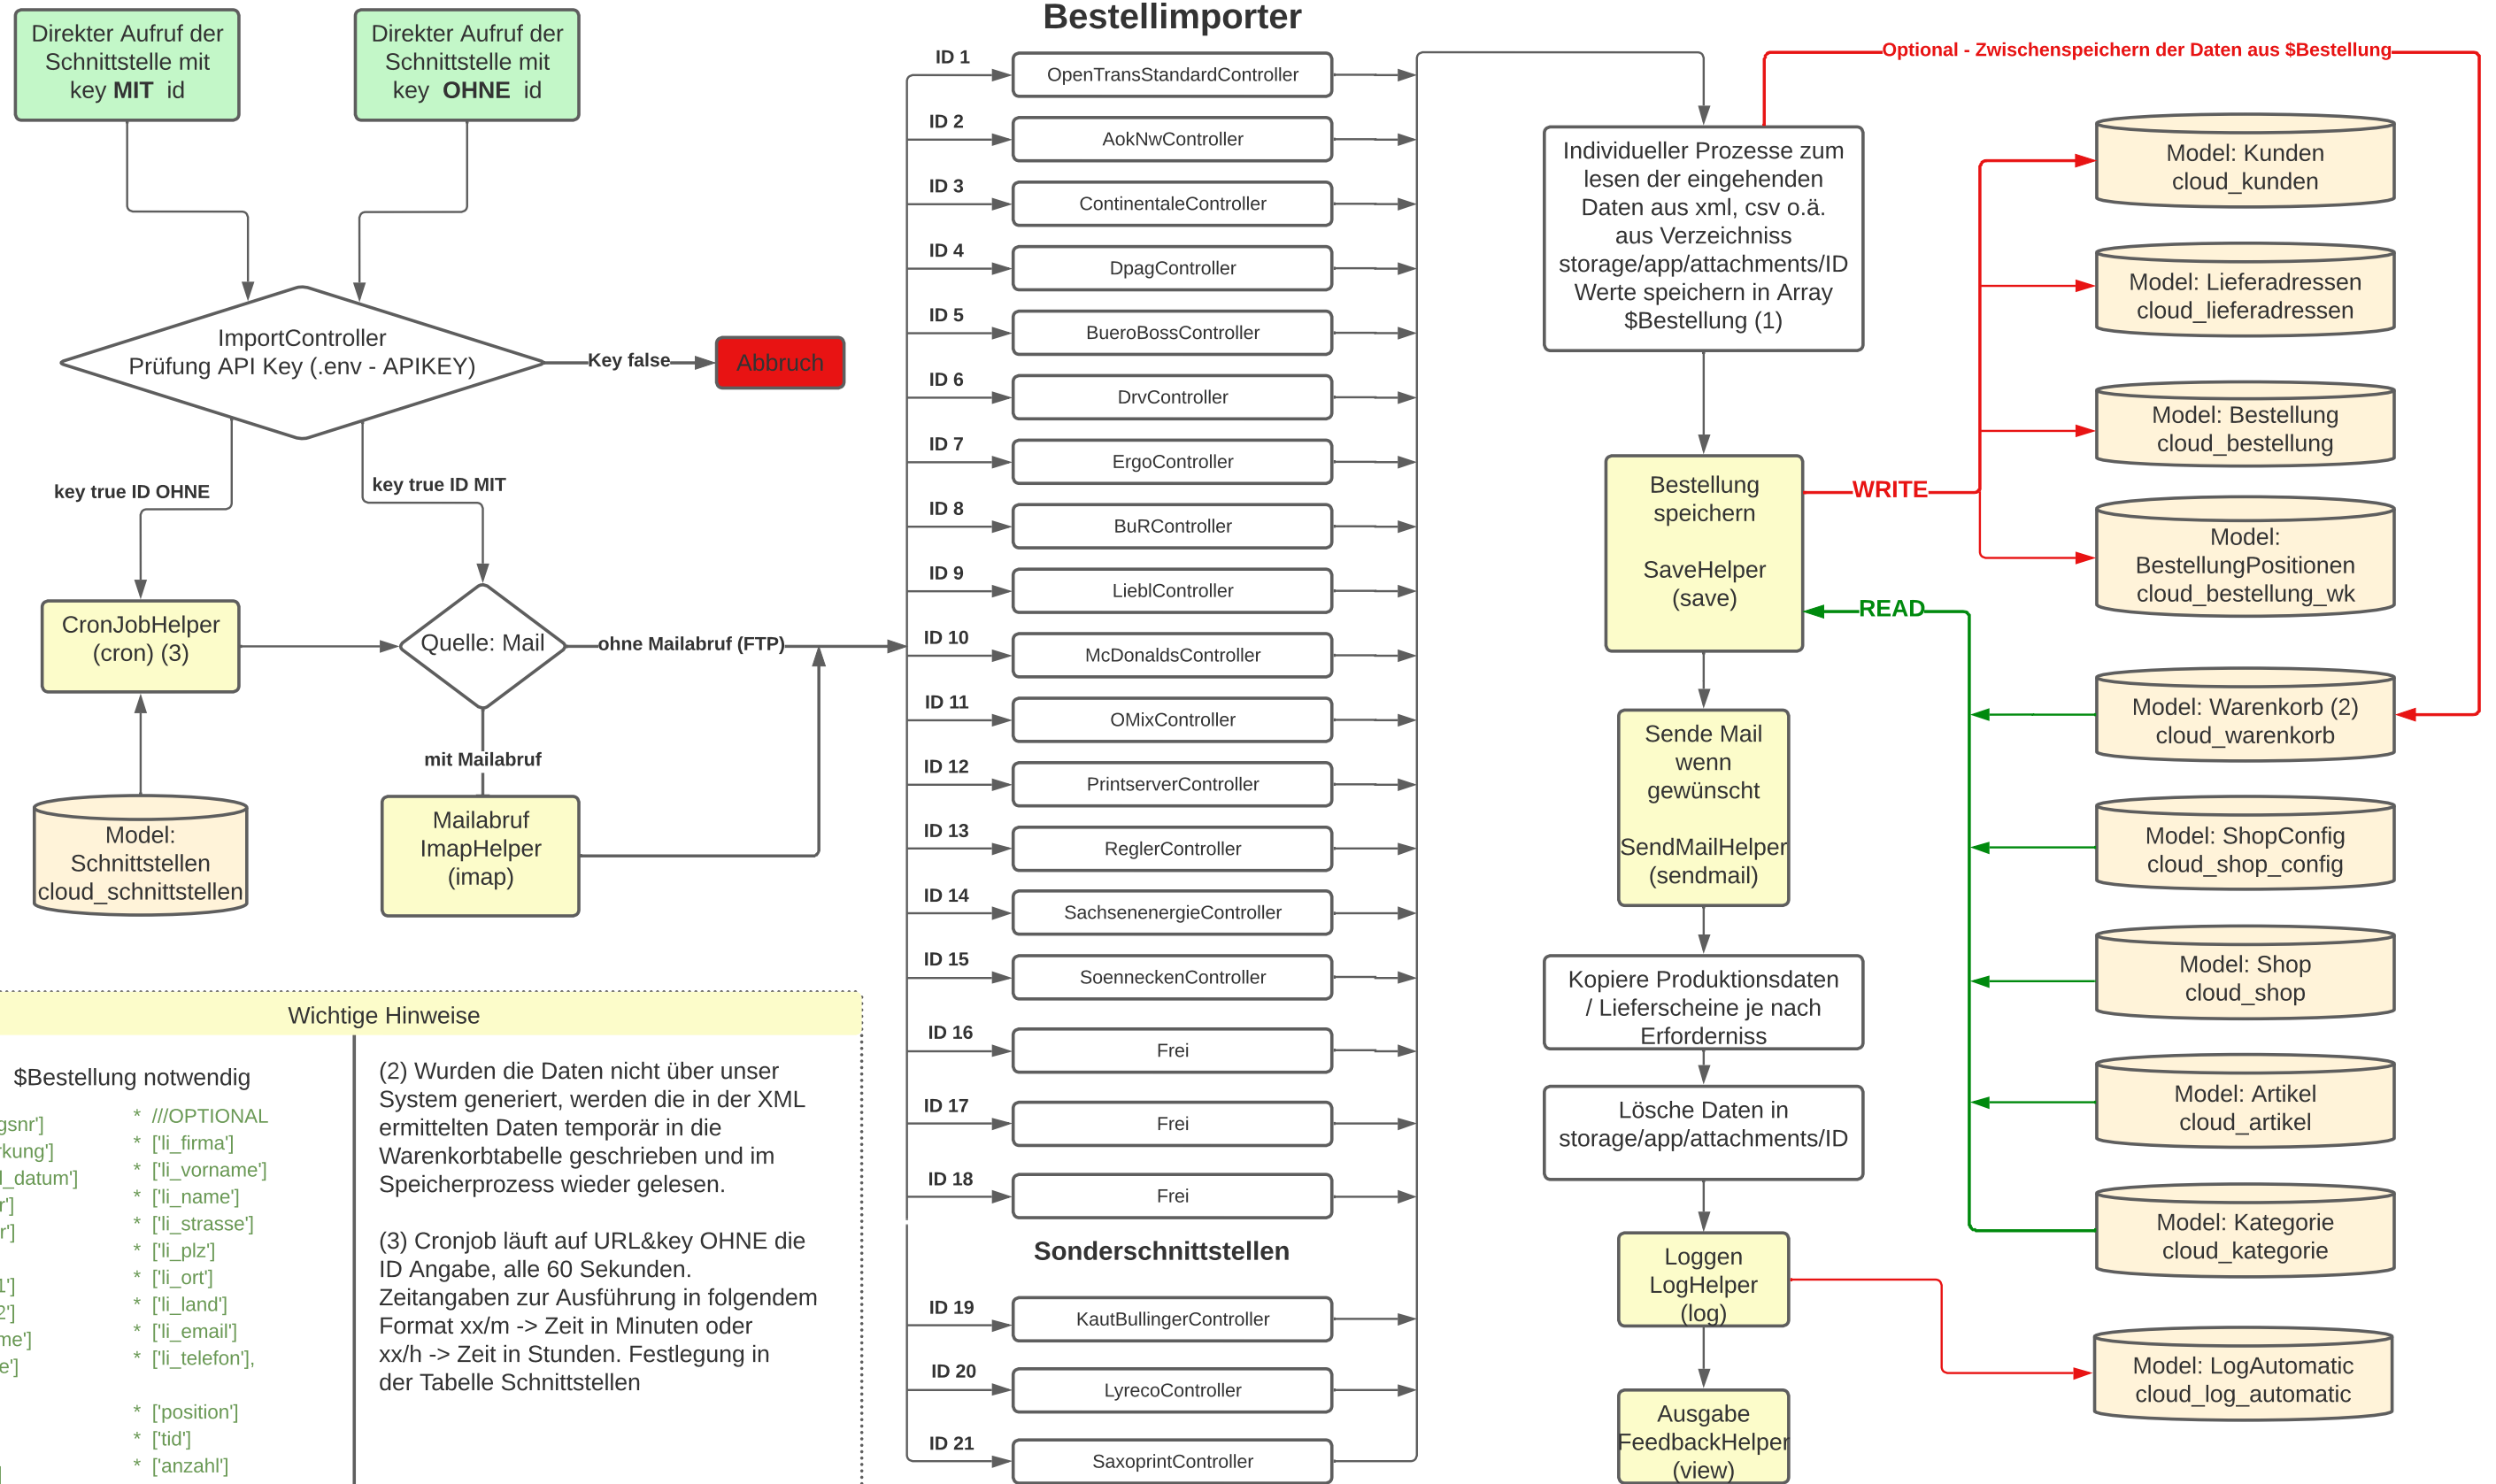 Bestellimporter
Direkter Aufruf der
Schnittstelle mit
key MIT id
Direkter Aufruf der
Schnittstelle mit
key OHNE id
ImportController
Prüfung API Key (.env - APIKEY)
Key false
Abbruch
key true ID OHNE
key true ID MIT
CronJobHelper
(cron) (3)
Quelle: Mail
ohne Mailabruf (FTP)
mit Mailabruf
Model:
Schnittstellen
cloud_schnittstellen
Mailabruf
ImapHelper
(imap)
ID 1
OpenTransStandardController
ID 2
AokNwController
ID 3
ContinentaleController
ID 4
DpagController
ID 5
BueroBossController
ID 6
DrvController
ID 7
ErgoController
ID 8
BuRController
ID 9
LieblController
ID 10
McDonaldsController
ID 11
OMixController
ID 12
PrintserverController
ID 13
ReglerController
ID 14
SachsenenergieController
ID 15
SoenneckenController
ID 16
Frei
ID 17
Frei
ID 18
Frei
Sonderschnittstellen
ID 19
KautBullingerController
ID 20
LyrecoController
ID 21
SaxoprintController
Optional - Zwischenspeichern der Daten aus $Bestellung
Individueller Prozesse zum
lesen der eingehenden
Daten aus xml, csv o.ä.
aus Verzeichniss
storage/app/attachments/ID
Werte speichern in Array
$Bestellung (1)
Bestellung
speichern
SaveHelper
(save)
WRITE
READ
Sende Mail
wenn
gewünscht
SendMailHelper
(sendmail)
Kopiere Produktionsdaten
/ Lieferscheine je nach
Erforderniss
Lösche Daten in
storage/app/attachments/ID
Loggen
LogHelper
(log)
Ausgabe
FeedbackHelper
(view)
Model: Kunden
cloud_kunden
Model: Lieferadressen
cloud_lieferadressen
Model: Bestellung
cloud_bestellung
Model:
BestellungPositionen
cloud_bestellung_wk
Model: Warenkorb (2)
cloud_warenkorb
Model: ShopConfig
cloud_shop_config
Model: Shop
cloud_shop
Model: Artikel
cloud_artikel
Model: Kategorie
cloud_kategorie
Model: LogAutomatic
cloud_log_automatic
Wichtige Hinweise
$Bestellung notwendig
gsnr']
rkung']
l_datum']
r']
r']
1']
2']
me']
e']
]
* ///OPTIONAL
* ['li_firma']
* ['li_vorname']
* ['li_name']
* ['li_strasse']
* ['li_plz']
* ['li_ort']
* ['li_land']
* ['li_email']
* ['li_telefon'],
* ['position']
* ['tid']
* ['anzahl']
(2) Wurden die Daten nicht über unser
System generiert, werden die in der XML
ermittelten Daten temporär in die
Warenkorbtabelle geschrieben und im
Speicherprozess wieder gelesen.
(3) Cronjob läuft auf URL&key OHNE die
ID Angabe, alle 60 Sekunden.
Zeitangaben zur Ausführung in folgendem
Format xx/m -> Zeit in Minuten oder
xx/h -> Zeit in Stunden. Festlegung in
der Tabelle Schnittstellen